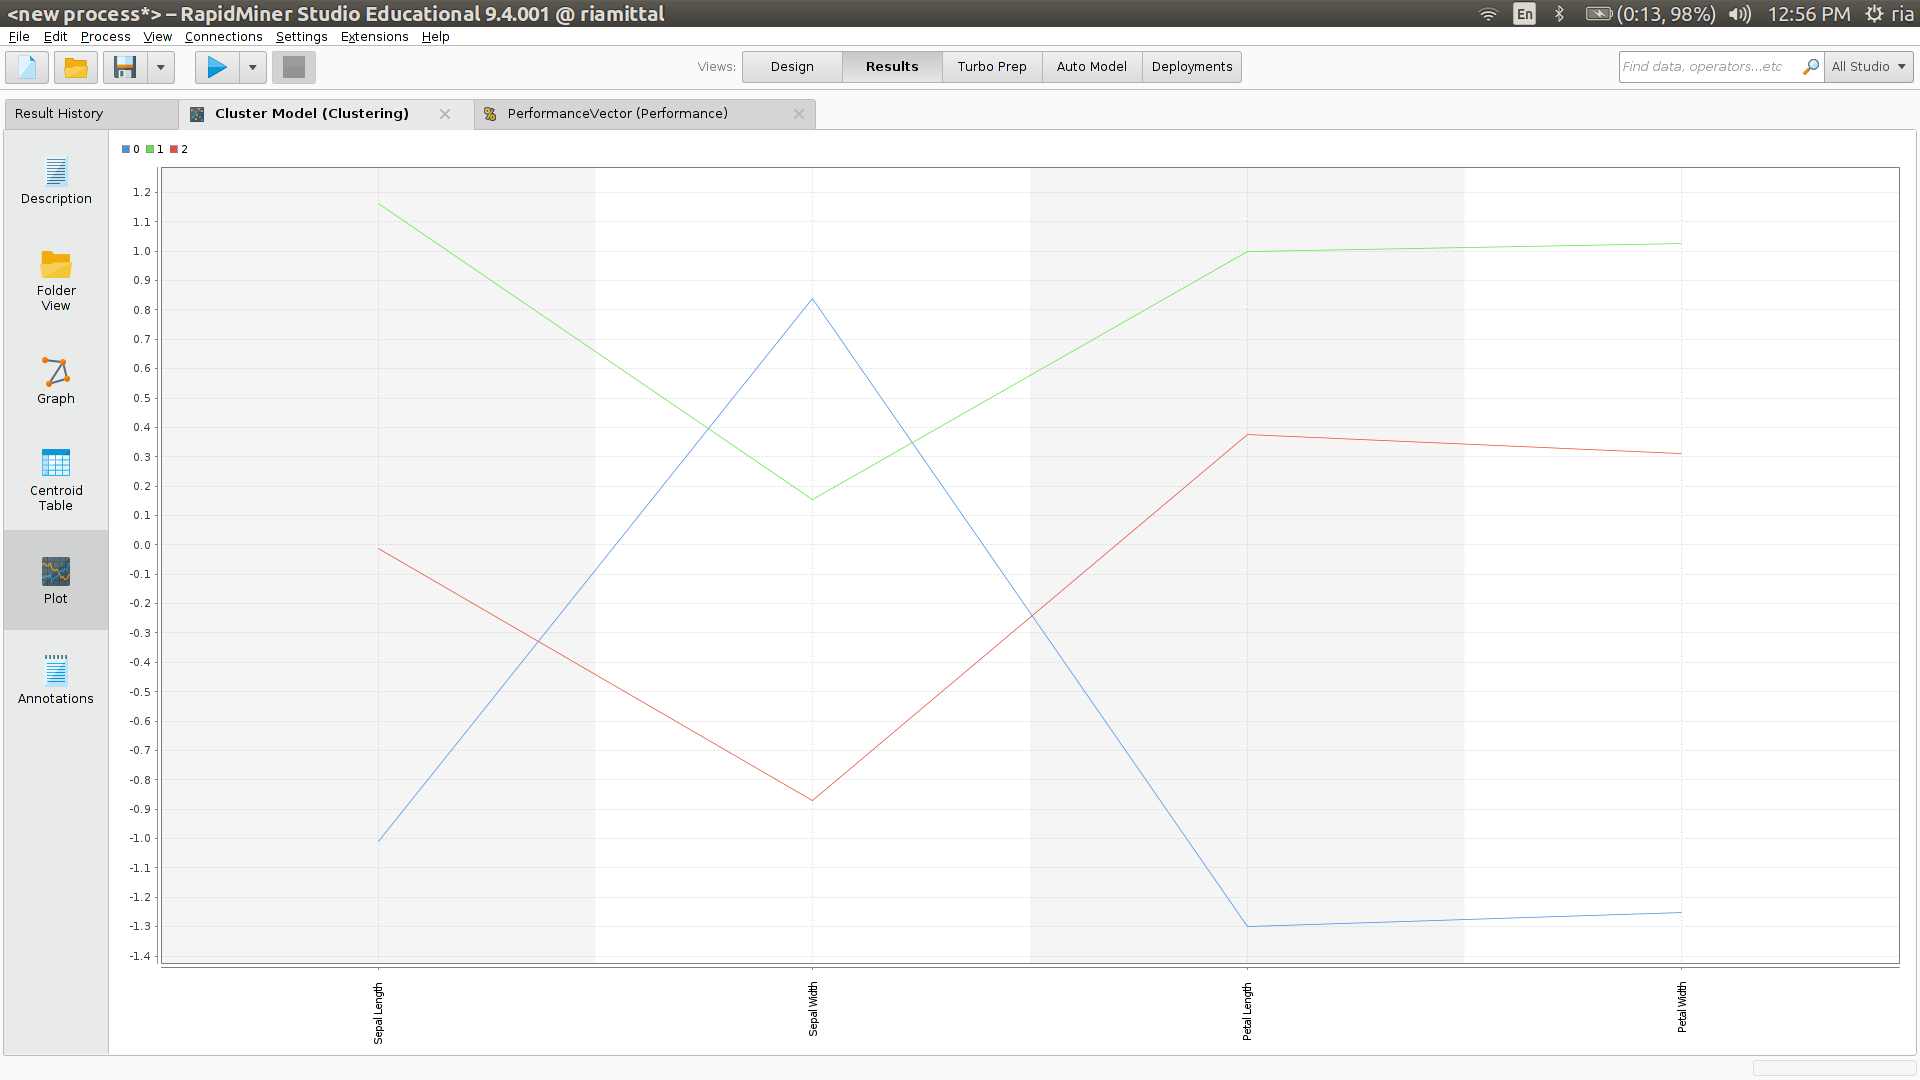 <new process*> – RapidMiner Studio Educational 9.4.001 @ riamittal
En (0:13, 98%) 12:56 PM ria
File Edit Process View Connections Settings Extensions Help
Views: Design Results Turbo Prep Auto Model Deployments
Find data, operators...etc All Studio
Result History
Cluster Model (Clustering)
PerformanceVector (Performance)
Description
Folder
View
Graph
Centroid
Table
Plot
Annotations
0 1 2
1.2
1.1
1.0
0.9
0.8
0.7
0.6
0.5
0.4
0.3
0.2
0.1
0.0
-0.1
-0.2
-0.3
-0.4
-0.5
-0.6
-0.7
-0.8
-0.9
-1.0
-1.1
-1.2
-1.3
-1.4
Sepal Length
Sepal Width
Petal Length
Petal Width